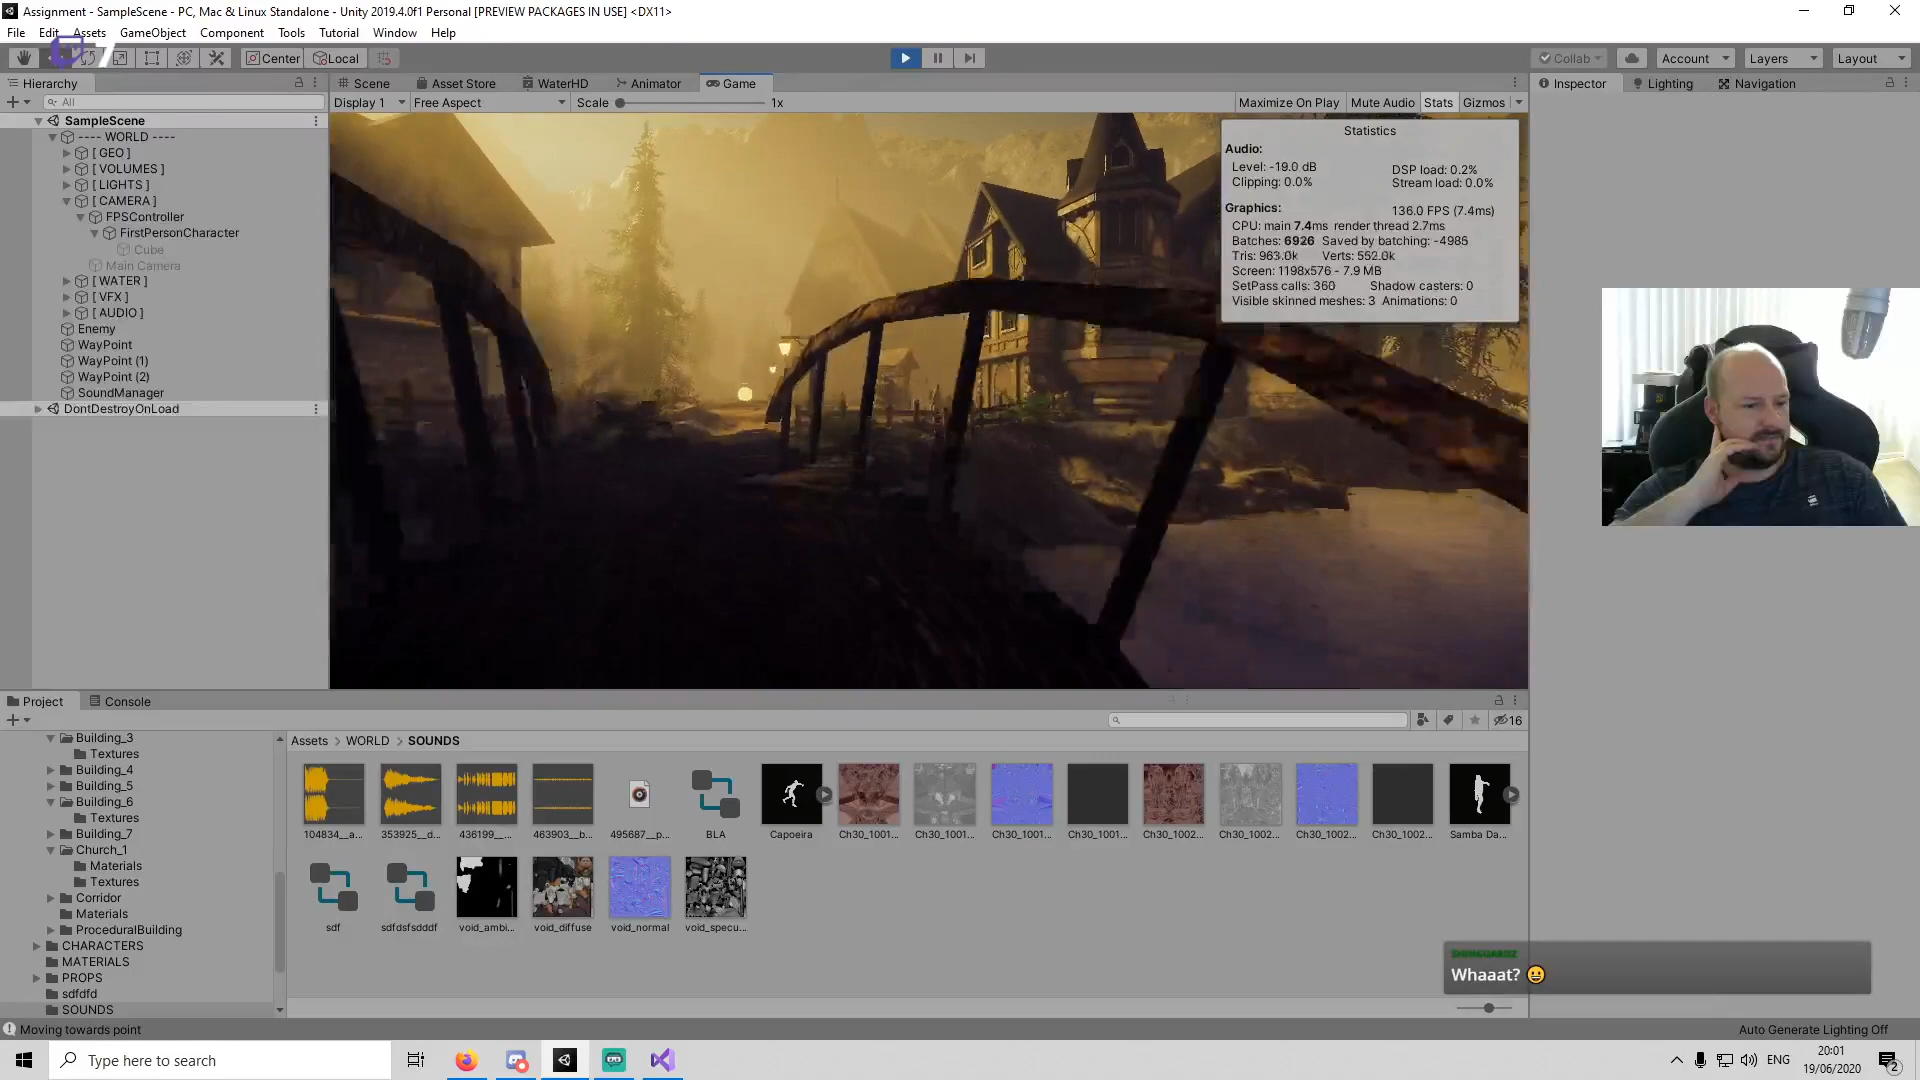 Assignment - SampleScene - PC, Mac & Linux Standalone - Unity 2019.4.0f1 Personal [PREVIEW PACKAGES IN USE] <DX11>
File Edit Assets GameObject Component Tools Tutorial Window Help
7
Center Local Collab Account Layers Layout
Hierarchy Scene Asset Store WaterHD Animator Game Inspector Lighting Navigation
All Display 1 Free Aspect Scale 1x Maximize On Play Mute Audio Stats Gizmos
SampleScene
---- WORLD ----
[ GEO ]
[ VOLUMES ]
[ LIGHTS ]
[ CAMERA ]
FPSController
FirstPersonCharacter
Cube
Main Camera
[ WATER ]
[ VFX ]
[ AUDIO ]
Enemy
WayPoint
WayPoint (1)
WayPoint (2)
SoundManager
DontDestroyOnLoad
Statistics
Audio:
Level: -19.0 dB DSP load: 0.2%
Clipping: 0.0% Stream load: 0.0%
Graphics: 136.0 FPS (7.4ms)
CPU: main 7.4ms render thread 2.7ms
Batches: 6926 Saved by batching: -4985
Tris: 963.0k Verts: 552.0k
Screen: 1198x576 - 7.9 MB
SetPass calls: 360 Shadow casters: 0
Visible skinned meshes: 3 Animations: 0
Project Console
16
Building_3
Textures
Building_4
Building_5
Building_6
Textures
Building_7
Church_1
Materials
Textures
Corridor
Materials
ProceduralBuilding
CHARACTERS
MATERIALS
PROPS
sdfdfd
SOUNDS
Assets > WORLD > SOUNDS
104834__a... 353925__d... 436199__... 463903__b... 495687__p... BLA Capoeira Ch30_1001... Ch30_1001... Ch30_1001... Ch30_1001... Ch30_1002... Ch30_1002... Ch30_1002... Ch30_1002... Samba Da...
sdf sdfdsfsdddf void_ambi... void_diffuse void_normal void_specu...
Whaaat? 😀
Moving towards point Auto Generate Lighting Off
Type here to search
ENG
20:01
19/06/2020
2